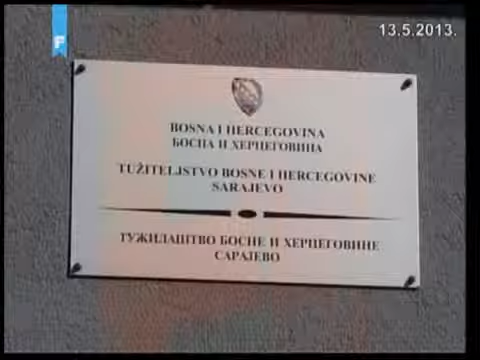 13.5.2013.
F
BOSNA I HERCEGOVINA
БОСНА И ХЕРЦЕГОВИНА
TUŽITELJSTVO BOSNE I HERCEGOVINE
SARAJEVO
ТУЖИЛАШТВО БОСНЕ И ХЕРЦЕГОВИНЕ
САРАЈЕВО